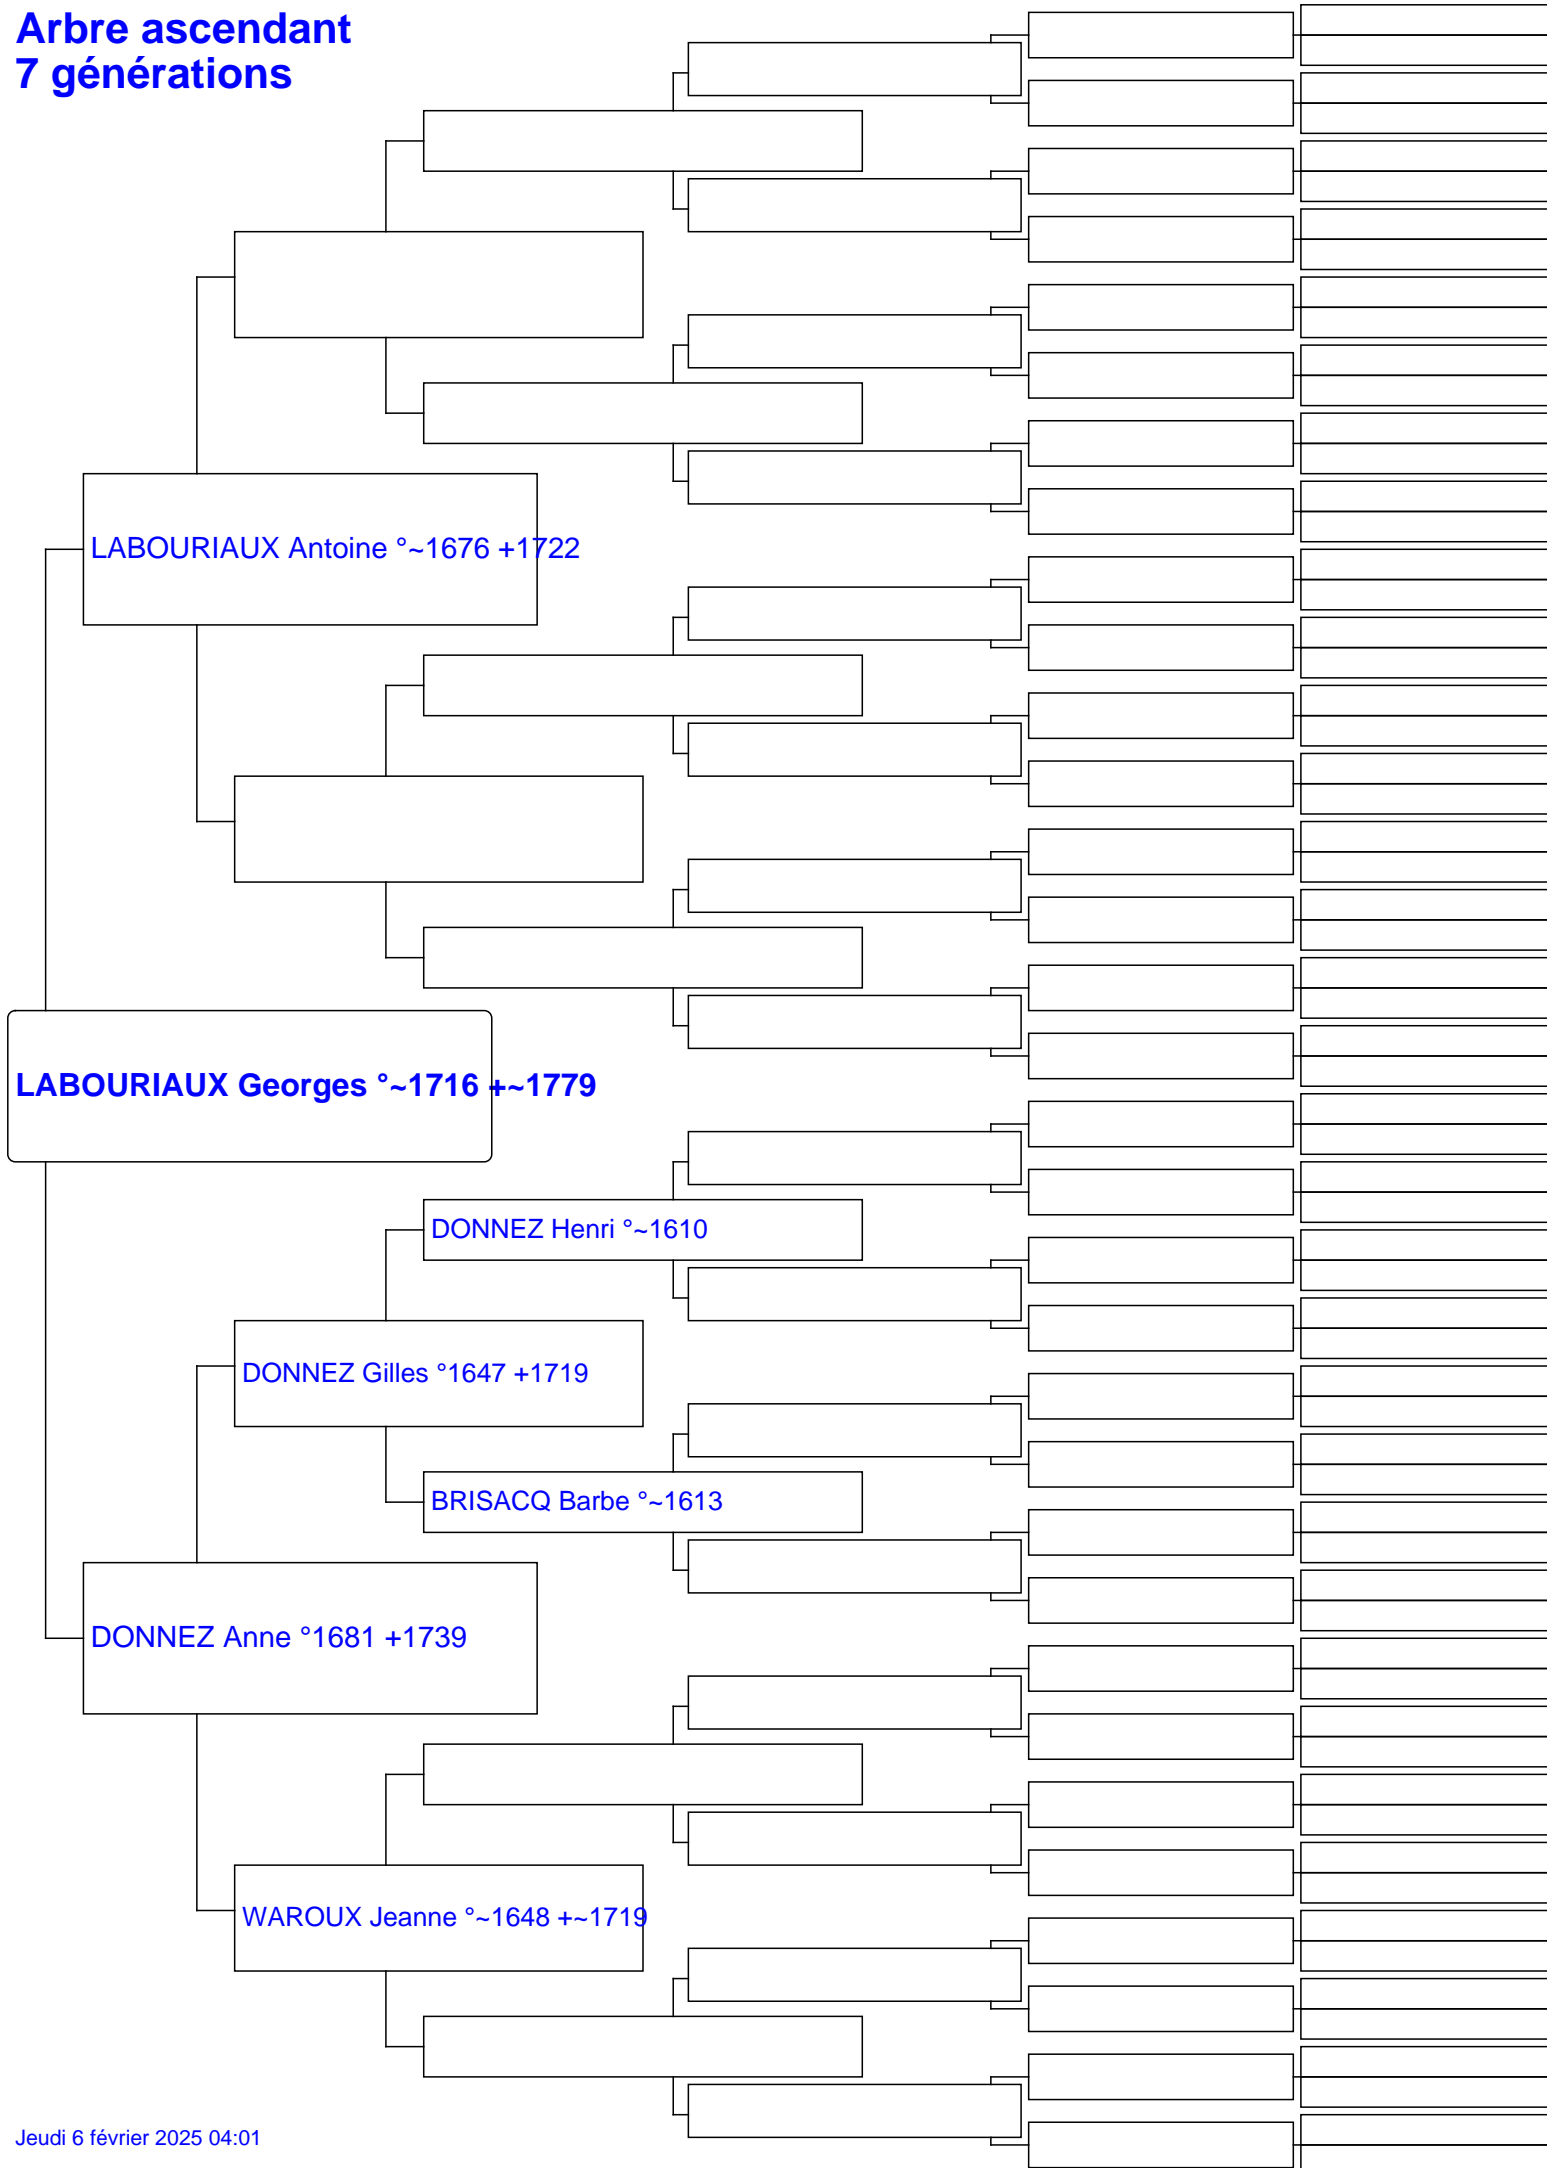 Arbre ascendant
7 générations
LABOURIAUX Antoine °~1676 +1722
LABOURIAUX Georges °~1716 +~1779
DONNEZ Henri °~1610
DONNEZ Gilles °1647 +1719
BRISACQ Barbe °~1613
DONNEZ Anne °1681 +1739
WAROUX Jeanne °~1648 +~1719
Jeudi 6 février 2025 04:01